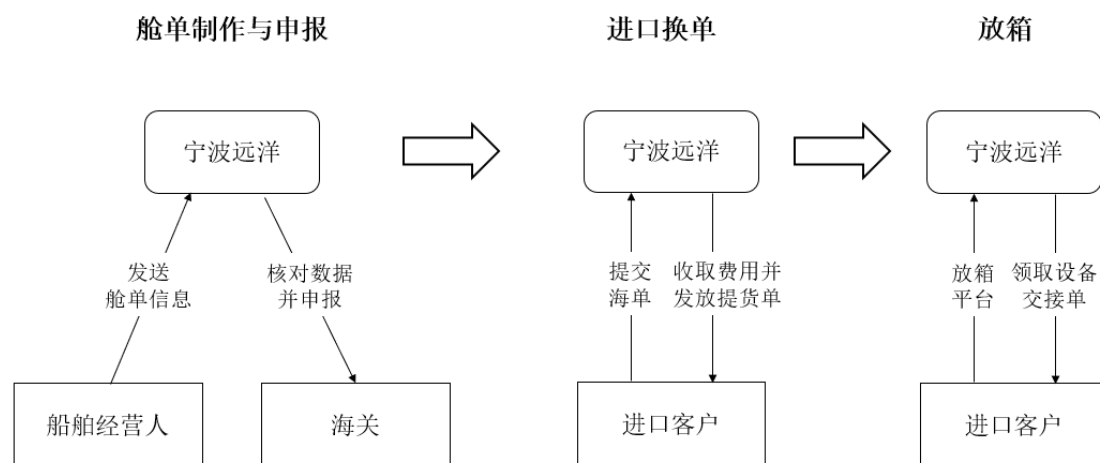 舱单制作与申报
进口换单
放箱
宁波远洋
宁波远洋
宁波远洋
发送
舱单信息
核对数据
并申报
提交
海单
收取费用并
发放提货单
放箱
平台
领取设备
交接单
船舶经营人
海关
进口客户
进口客户